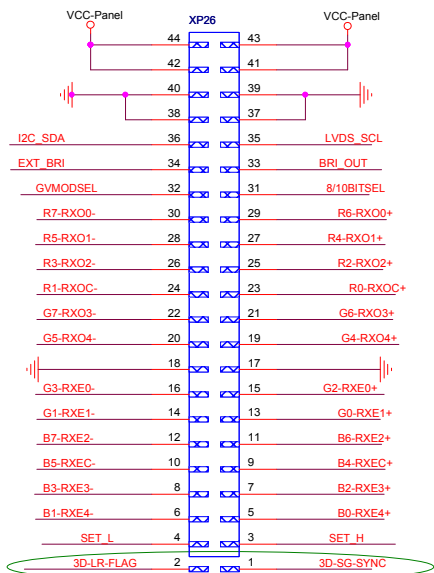 VCC-Panel XP26 VCC-Panel
44 43
42 41
40 39
38 37
I2C_SDA 36 35 LVDS_SCL
EXT_BRI 34 33 BRI_OUT
GVMODSEL 32 31 8/10BITSEL
R7-RXO0- 30 29 R6-RXO0+
R5-RXO1- 28 27 R4-RXO1+
R3-RXO2- 26 25 R2-RXO2+
R1-RXOC- 24 23 R0-RXOC+
G7-RXO3- 22 21 G6-RXO3+
G5-RXO4- 20 19 G4-RXO4+
18 17
G3-RXE0- 16 15 G2-RXE0+
G1-RXE1- 14 13 G0-RXE1+
B7-RXE2- 12 11 B6-RXE2+
B5-RXEC- 10 9 B4-RXEC+
B3-RXE3- 8 7 B2-RXE3+
B1-RXE4- 6 5 B0-RXE4+
SET_L 4 3 SET_H
3D-LR-FLAG 2 1 3D-SG-SYNC